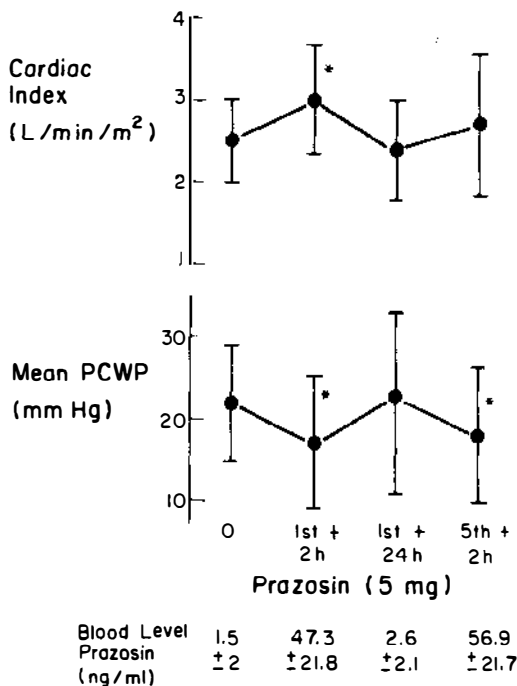 4
Cardiac
Index
(L/min/m²)
3
2
1
*
30
Mean PCWP
(mm Hg)
20
10
*
*
0 1st + 1st + 5th +
2h 24h 2h
Prazosin (5 mg)
Blood Level 1.5 47.3 2.6 56.9
Prazosin ±2 ±21.8 ±2.1 ±21.7
(ng/ml)